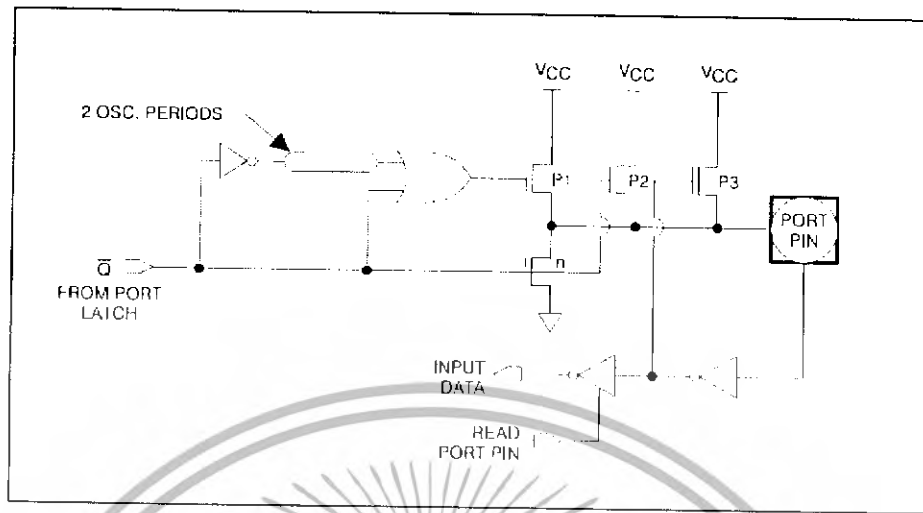 VCC VCC VCC
2 OSC. PERIODS
P1 P2 P3
PORT
PIN
n
Q̅
FROM PORT
LATCH
INPUT
DATA
READ
PORT PIN